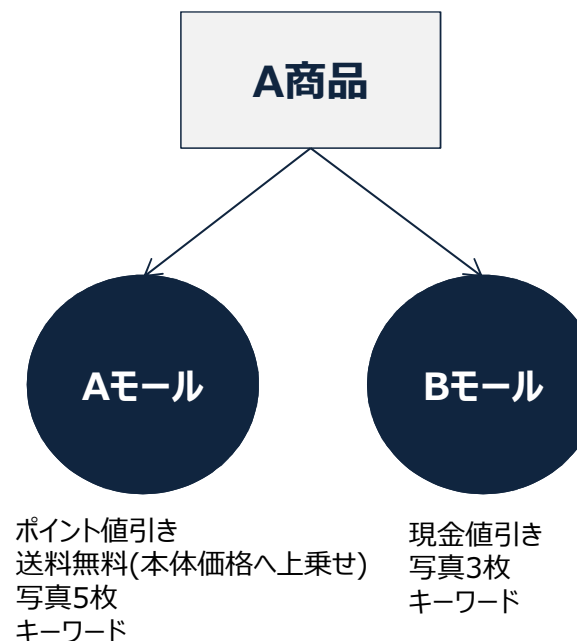 A商品
Aモール
Bモール
ポイント値引き
送料無料(本体価格へ上乗せ)
写真5枚
キーワード
現金値引き
写真3枚
キーワード